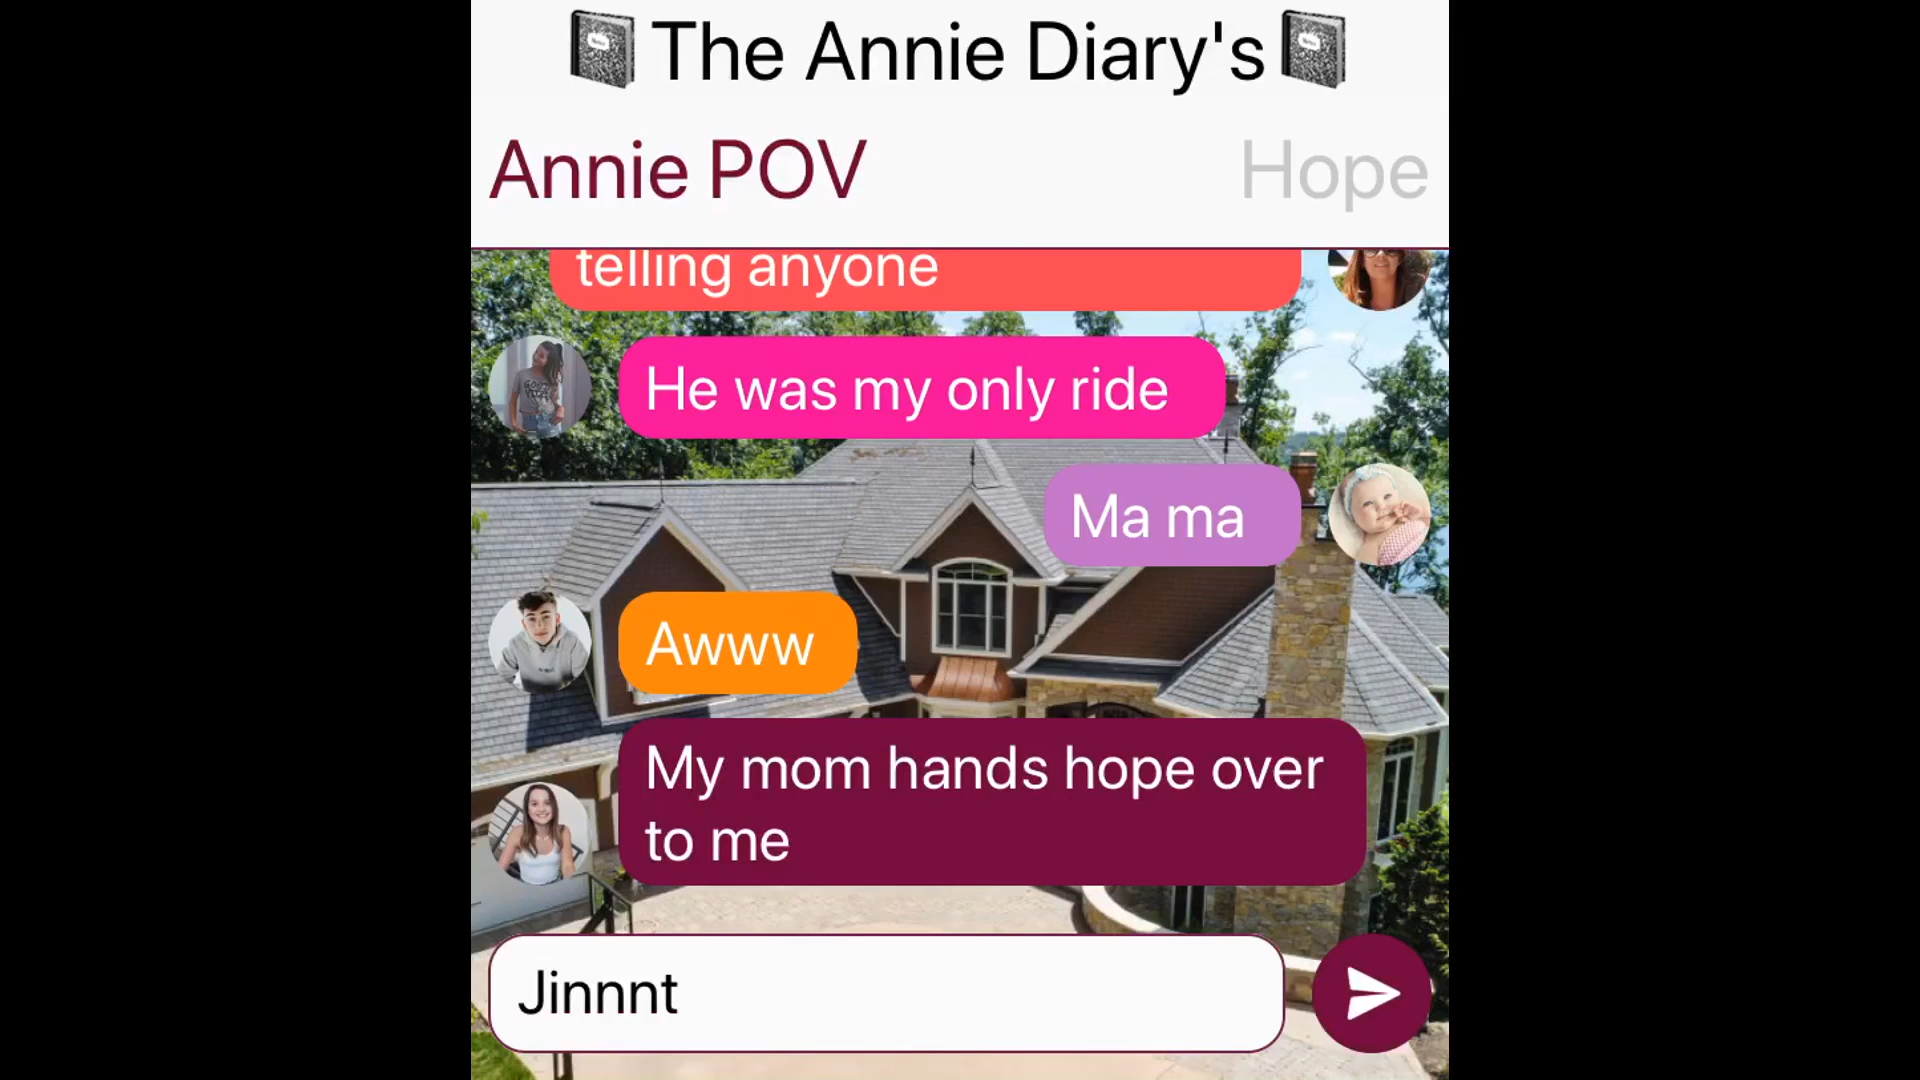 The Annie Diary's
Annie POV
Hope
telling anyone
He was my only ride
Ma ma
Awww
My mom hands hope over
to me
Jinnnt